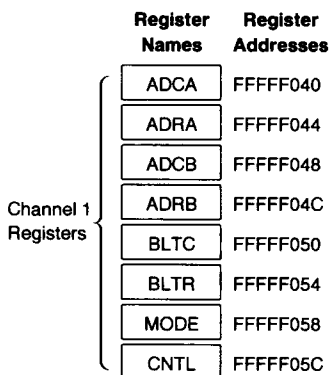 Register Names Register Addresses
ADCA FFFFF040
ADRA FFFFF044
ADCB FFFFF048
ADRB FFFFF04C
Channel 1 Registers
BLTC FFFFF050
BLTR FFFFF054
MODE FFFFF058
CNTL FFFFF05C